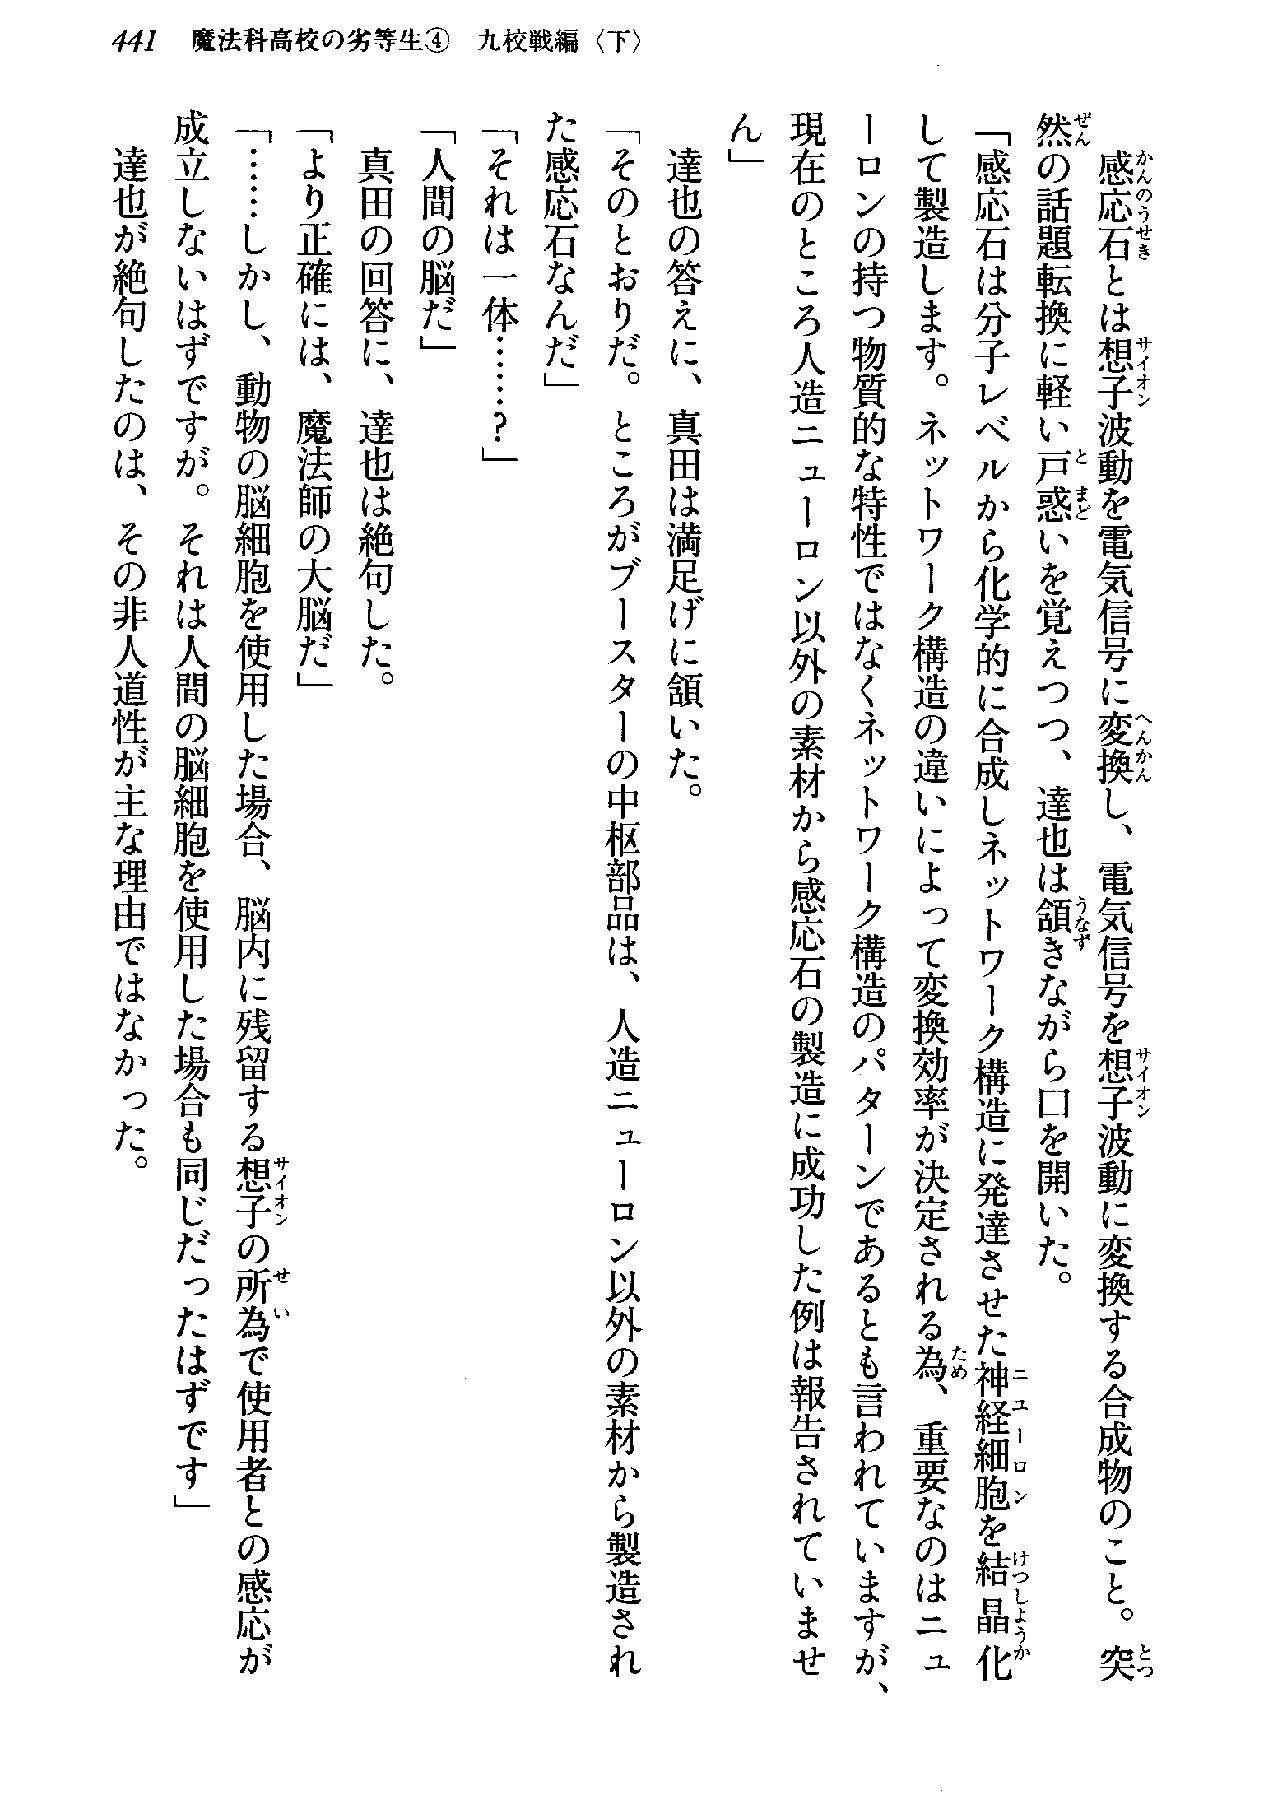 441 魔法科高校の劣等生④ 九校戦編〈下〉
感応石とは想子波動を電気信号に変換し、電気信号を想子波動に変換する合成物のこと。突
然の話題転換に軽い戸惑いを覚えつつ、達也は頷きながら口を開いた。
「感応石は分子レベルから化学的に合成しネットワーク構造に発達させた神経細胞を結晶化
して製造します。ネットワーク構造の違いによって変換効率が決定される為、重要なのはニュ
ーロンの持つ物質的な特性ではなくネットワーク構造のパターンであるとも言われていますが、
現在のところ人造ニューロン以外の素材から感応石の製造に成功した例は報告されていませ
ん」
達也の答えに、真田は満足げに頷いた。
「そのとおりだ。ところがブースターの中枢部品は、人造ニューロン以外の素材から製造され
た感応石なんだ」
「それは一体……？」
「人間の脳だ」
真田の回答に、達也は絶句した。
「より正確には、魔法師の大脳だ」
「……しかし、動物の脳細胞を使用した場合、脳内に残留する想子の所為で使用者との感応が
成立しないはずですが。それは人間の脳細胞を使用した場合も同じだったはずです」
達也が絶句したのは、その非人道性が主な理由ではなかった。